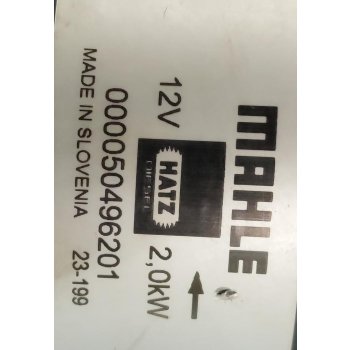 MAHLE
12V HATZ DIESEL 2,0kW
000050496201
MADE IN SLOVENIA 23-199